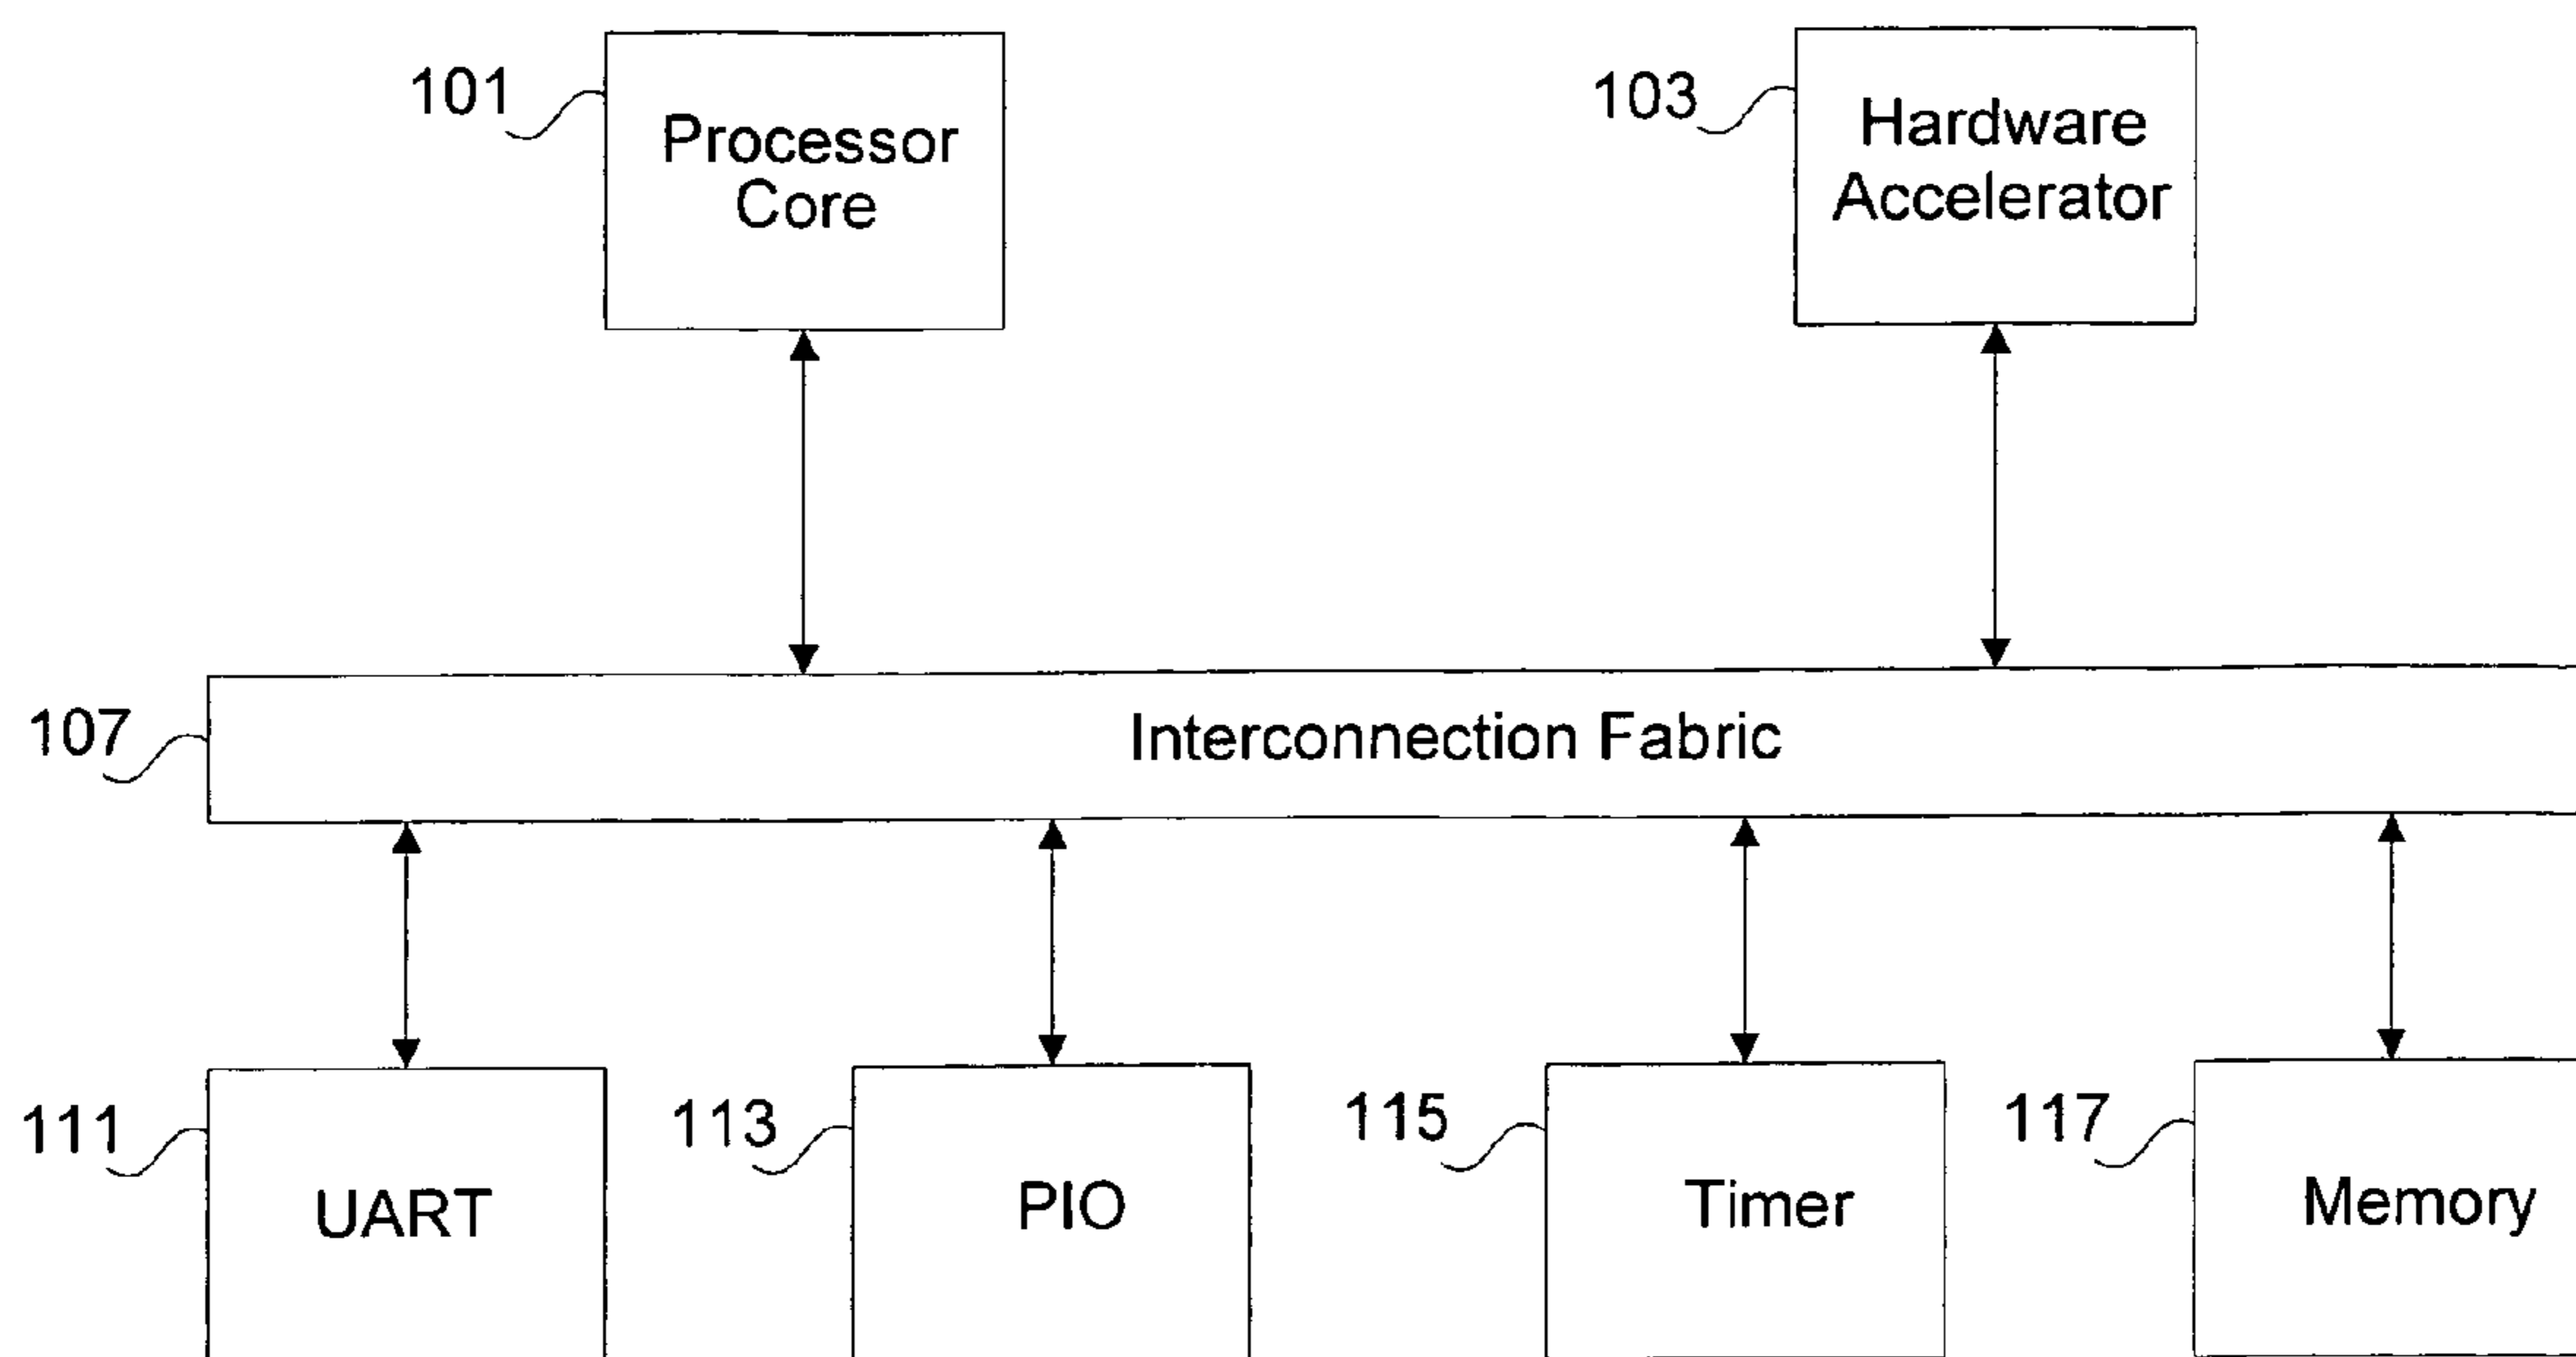 101
Processor
Core
103
Hardware
Accelerator
107
Interconnection Fabric
111
UART
113
PIO
115
Timer
117
Memory